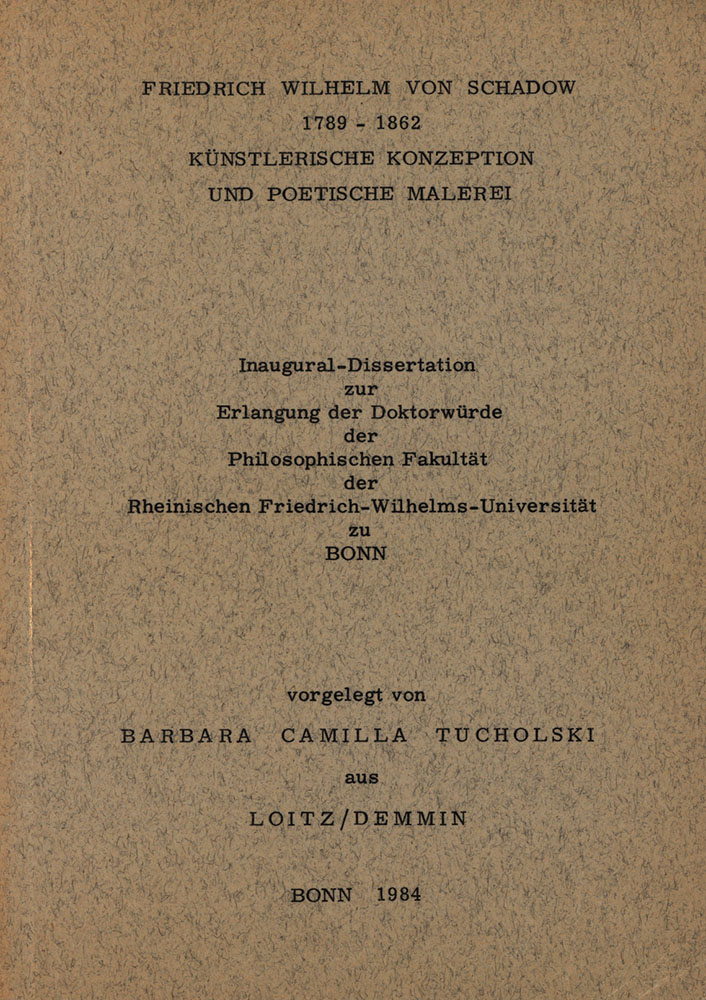 FRIEDRICH WILHELM VON SCHADOW
1789 - 1862
KÜNSTLERISCHE KONZEPTION
UND POETISCHE MALEREI
Inaugural-Dissertation
zur
Erlangung der Doktorwürde
der
Philosophischen Fakultät
der
Rheinischen Friedrich-Wilhelms-Universität
zu
BONN
vorgelegt von
BARBARA CAMILLA TUCHOLSKI
aus
LOITZ/DEMMIN
BONN 1984